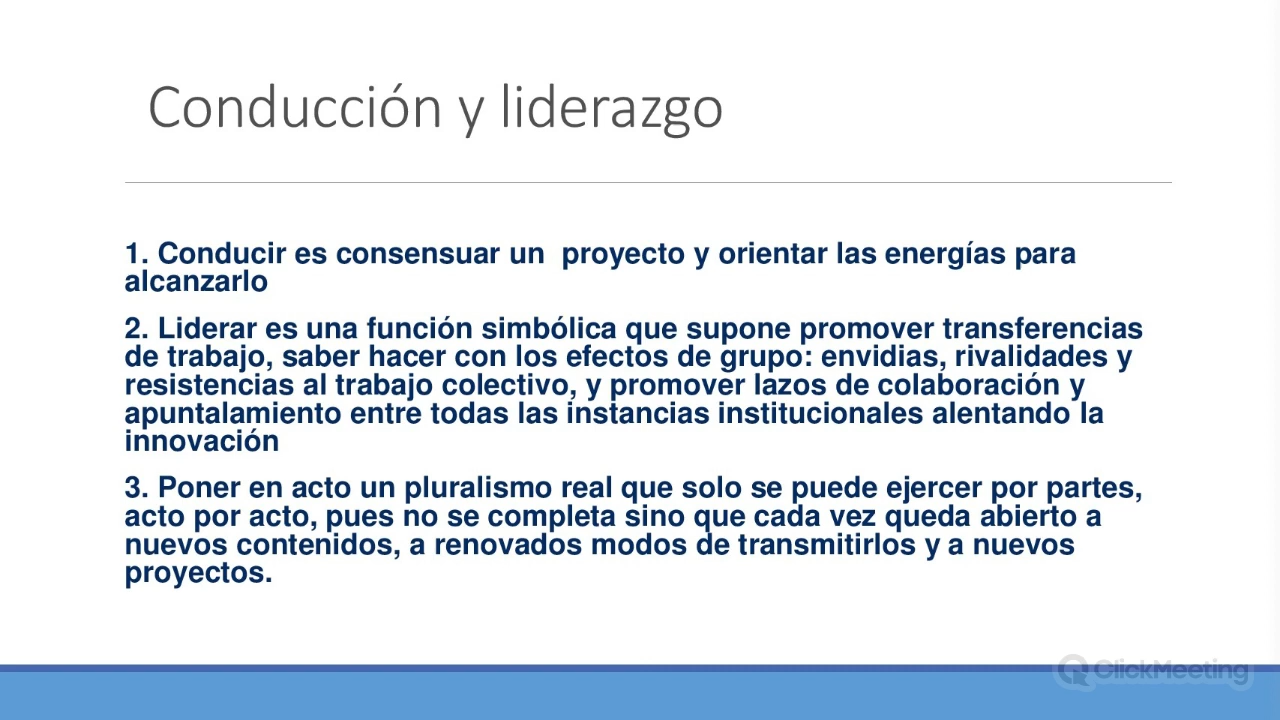 Conducción y liderazgo
1. Conducir es consensuar un  proyecto y orientar las energías para
alcanzarlo
2. Liderar es una función simbólica que supone promover transferencias
de trabajo, saber hacer con los efectos de grupo: envidias, rivalidades y
resistencias al trabajo colectivo, y promover lazos de colaboración y
apuntalamiento entre todas las instancias institucionales alentando la
innovación
3. Poner en acto un pluralismo real que solo se puede ejercer por partes,
acto por acto, pues no se completa sino que cada vez queda abierto a
nuevos contenidos, a renovados modos de transmitirlos y a nuevos
proyectos.
ClickMeeting